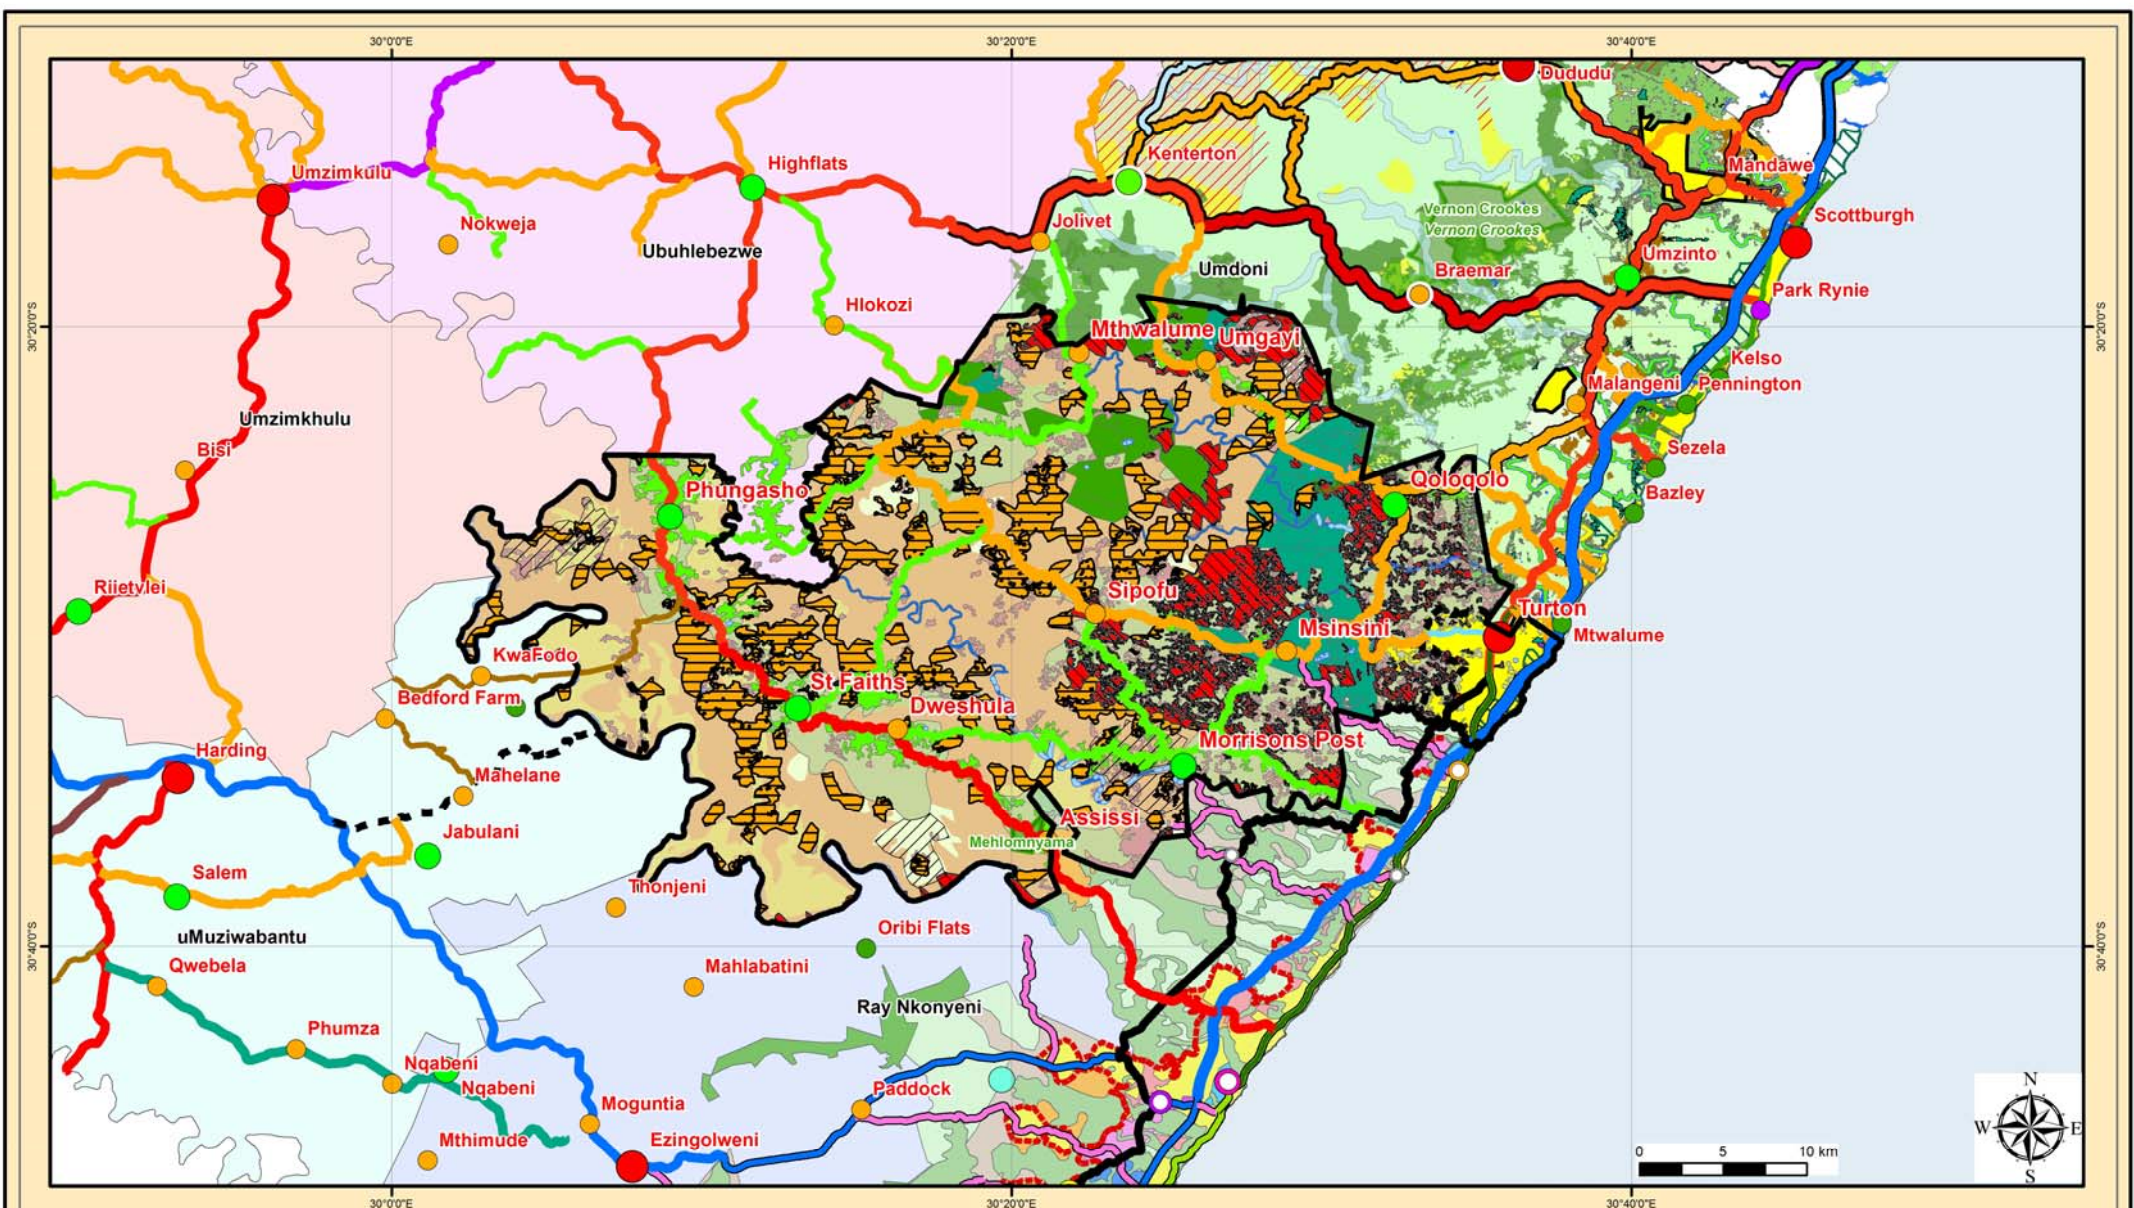 30°0'0"E
30°20'0"E
30°40'0"E
Dududu
Kenterton
Highflats
Umzimkulu
Mandawe
Vernon Crookes
Vernon Crookes
Scottburgh
Nokweja
Jolivet
Ubuhlebezwe
Umzinto
Umdoni
Braemar
Park Rynie
Hlokozi
30°20'0"S
30°20'0"S
Mthwalume
Umgayi
Kelso
Malangeni
Pennington
Umzimkhulu
Bisi
Sezela
Phungasho
Qoloqolo
Bazley
Riietvlei
Sipofu
Turton
Msinsini
Mtwalume
KwaFodo
St Faiths
Bedford Farm
Dweshula
Harding
Morrisons Post
Mahelane
Assissi
Jabulani
Mehlomnyama
Salem
Thonjeni
Oribi Flats
uMuziwabantu
30°40'0"S
30°40'0"S
Qwebela
Mahlabatini
Ray Nkonyeni
Phumza
Nqabeni
Nqabeni
Paddock
Moguntia
Mthimude
Ezingolweni
N
W
E
S
0
5
10 km
30°0'0"E
30°20'0"E
30°40'0"E